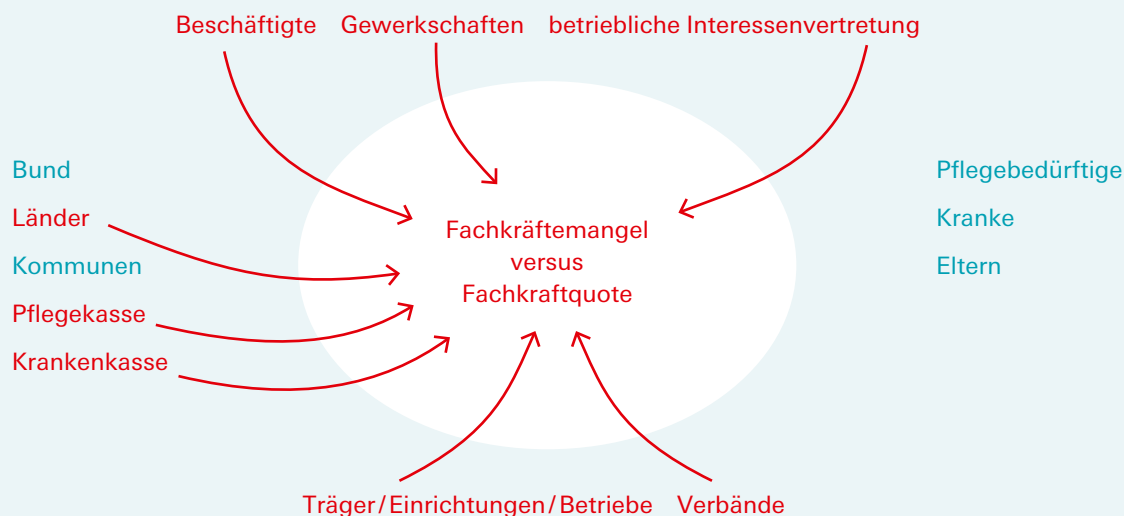 Beschäftigte Gewerkschaften betriebliche Interessenvertretung
Bund
Länder
Kommunen
Pflegekasse
Krankenkasse
Fachkräftemangel
versus
Fachkraftquote
Pflegebedürftige
Kranke
Eltern
Träger/Einrichtungen/Betriebe Verbände